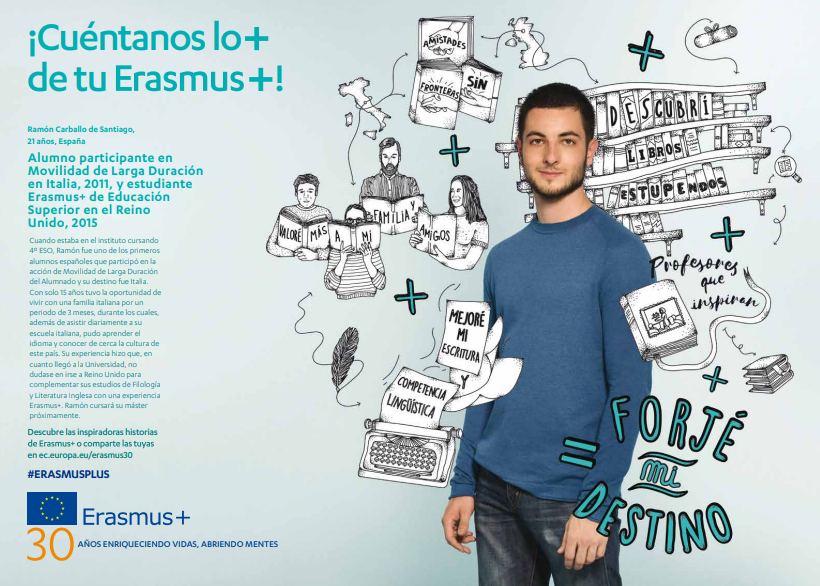 ¡Cuéntanos lo+
de tu Erasmus+!
Ramón Carballo de Santiago,
21 años, España
Alumno participante en
Movilidad de Larga Duración
en Italia, 2011, y estudiante
Erasmus+ de Educación
Superior en el Reino
Unido, 2015
Cuando estaba en el instituto cursando
4º ESO, Ramón fue uno de los primeros
alumnos españoles que participó en la
acción de Movilidad de Larga Duración
del Alumnado y su destino fue Italia.
Con solo 15 años tuvo la oportunidad de
vivir con una familia italiana por un
periodo de 3 meses, durante los cuales,
además de asistir diariamente a su
escuela italiana, pudo aprender el
idioma y conocer de cerca la cultura de
este país. Su experiencia hizo que, en
cuanto llegó a la Universidad, no
dudase en irse a Reino Unido para
complementar sus estudios de Filología
y Literatura Inglesa con una experiencia
Erasmus+. Ramón cursará su máster
próximamente.
Descubre las inspiradoras historias
de Erasmus+ o comparte las tuyas
en ec.europa.eu/erasmus30
#ERASMUSPLUS
Erasmus+
30 AÑOS ENRIQUECIENDO VIDAS, ABRIENDO MENTES
AMISTADES
SIN
FRONTERAS
+
VALORÉ MÁS A MI
FAMILIA Y
AMIGOS
+
MEJORÉ
MI
ESCRITURA
Y
COMPETENCIA
LINGÜÍSTICA
+
DESCUBRÍ
LIBROS
ESTUPENDOS
+
Profesores
que
inspiran
+
= FORJÉ
mi
DESTINO